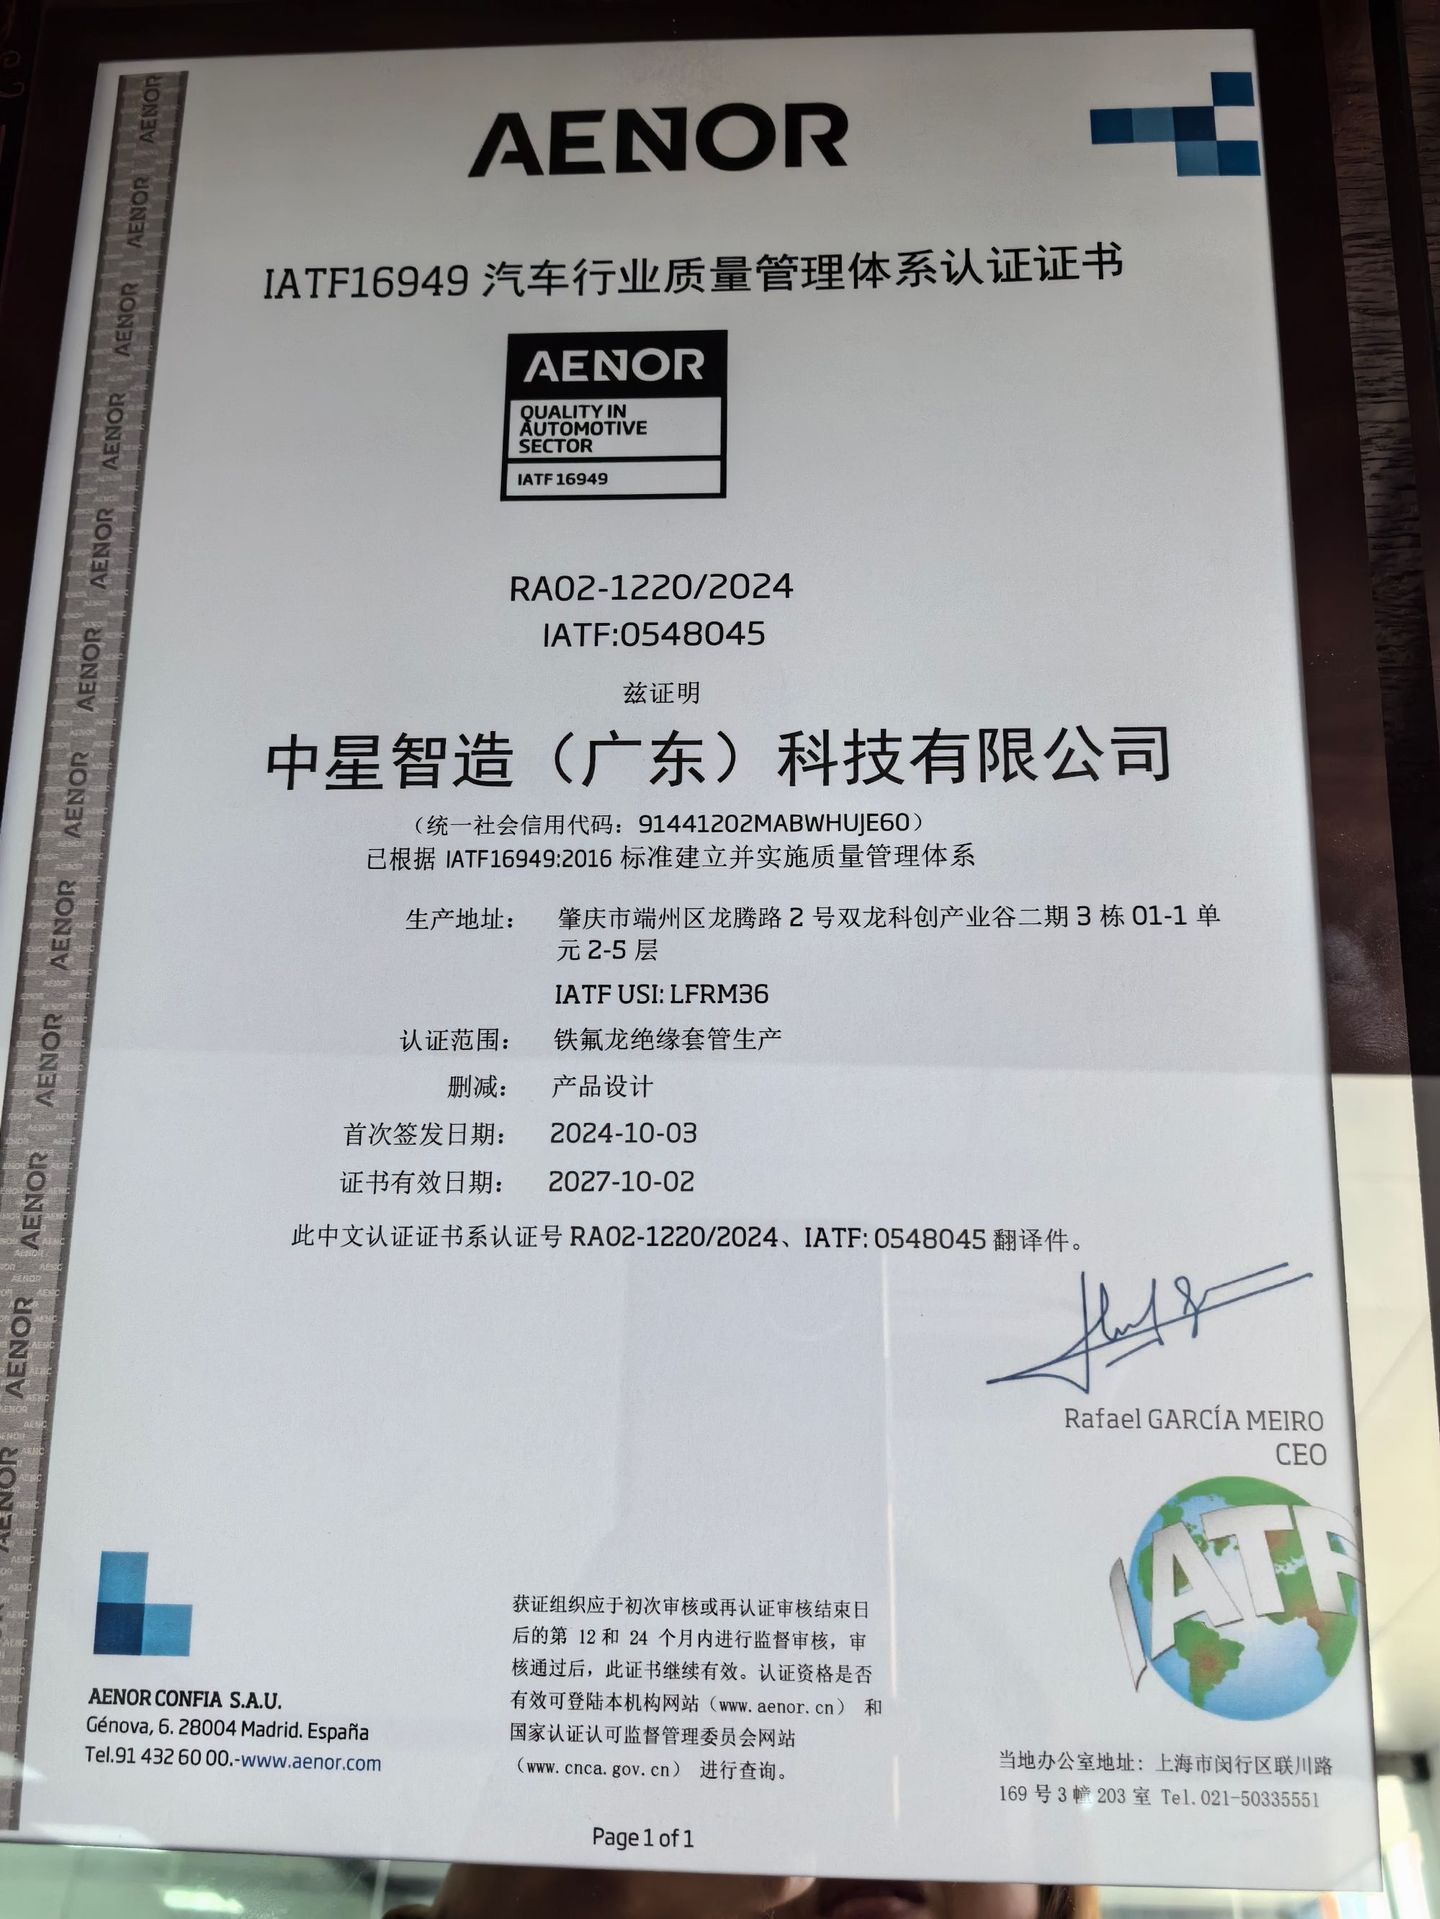 AENOR
IATF16949 汽车行业质量管理体系认证证书
AENOR
QUALITY IN
AUTOMOTIVE
SECTOR
IATF 16949
RA02-1220/2024
IATF:0548045
兹证明
中星智造（广东）科技有限公司
（统一社会信用代码：91441202MABWHUJE60）
已根据 IATF16949:2016 标准建立并实施质量管理体系
生产地址： 肇庆市端州区龙腾路 2 号双龙科创产业谷二期 3 栋 01-1 单
元 2-5 层
IATF USI: LFRM36
认证范围： 铁氟龙绝缘套管生产
删减： 产品设计
首次签发日期： 2024-10-03
证书有效日期： 2027-10-02
此中文认证证书系认证号 RA02-1220/2024、IATF: 0548045 翻译件。
Rafael GARCÍA MEIRO
CEO
IATF
AENOR CONFIA S.A.U.
Génova, 6. 28004 Madrid. España
Tel.91 432 60 00.-www.aenor.com
获证组织应于初次审核或再认证审核结束日
后的第 12 和 24 个月内进行监督审核，审
核通过后，此证书继续有效。认证资格是否
有效可登陆本机构网站（www.aenor.cn） 和
国家认证认可监督管理委员会网站
（www.cnca.gov.cn） 进行查询。
当地办公室地址：上海市闵行区联川路
169 号 3 幢 203 室 Tel.021-50335551
Page 1 of 1